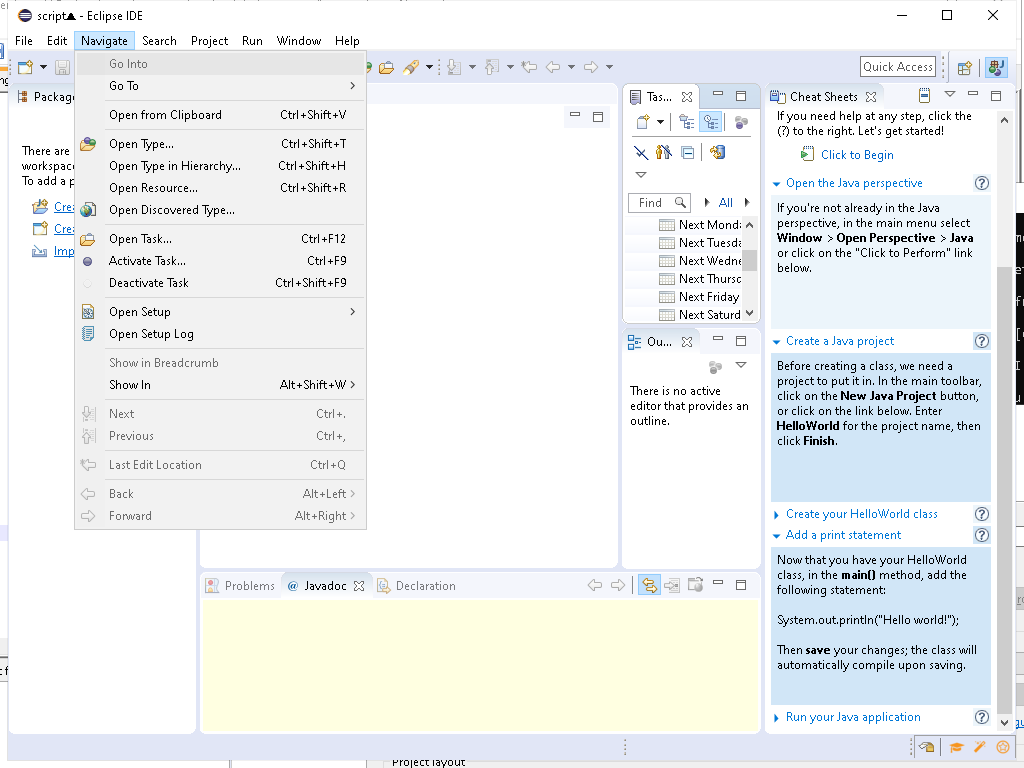 script▲ - Eclipse IDE
File Edit Navigate Search Project Run Window Help
Quick Access
Go Into
Go To
Open from Clipboard Ctrl+Shift+V
Open Type... Ctrl+Shift+T
Open Type in Hierarchy... Ctrl+Shift+H
Open Resource... Ctrl+Shift+R
Open Discovered Type...
Open Task... Ctrl+F12
Activate Task... Ctrl+F9
Deactivate Task Ctrl+Shift+F9
Open Setup
Open Setup Log
Show in Breadcrumb
Show In Alt+Shift+W
Next Ctrl+.
Previous Ctrl+,
Last Edit Location Ctrl+Q
Back Alt+Left
Forward Alt+Right
Packag
There are
workspac
To add a p
Crea
Crea
Imp
Tas...
Find
All
Next Mond
Next Tuesda
Next Wedne
Next Thursd
Next Friday
Next Saturd
Ou...
There is no active
editor that provides an
outline.
Problems @ Javadoc Declaration
Cheat Sheets
If you need help at any step, click the
(?) to the right. Let's get started!
Click to Begin
Open the Java perspective
If you're not already in the Java
perspective, in the main menu select
Window > Open Perspective > Java
or click on the "Click to Perform" link
below.
Create a Java project
Before creating a class, we need a
project to put it in. In the main toolbar,
click on the New Java Project button,
or click on the link below. Enter
HelloWorld for the project name, then
click Finish.
Create your HelloWorld class
Add a print statement
Now that you have your HelloWorld
class, in the main() method, add the
following statement:
System.out.println("Hello world!");
Then save your changes; the class will
automatically compile upon saving.
Run your Java application
Project layout